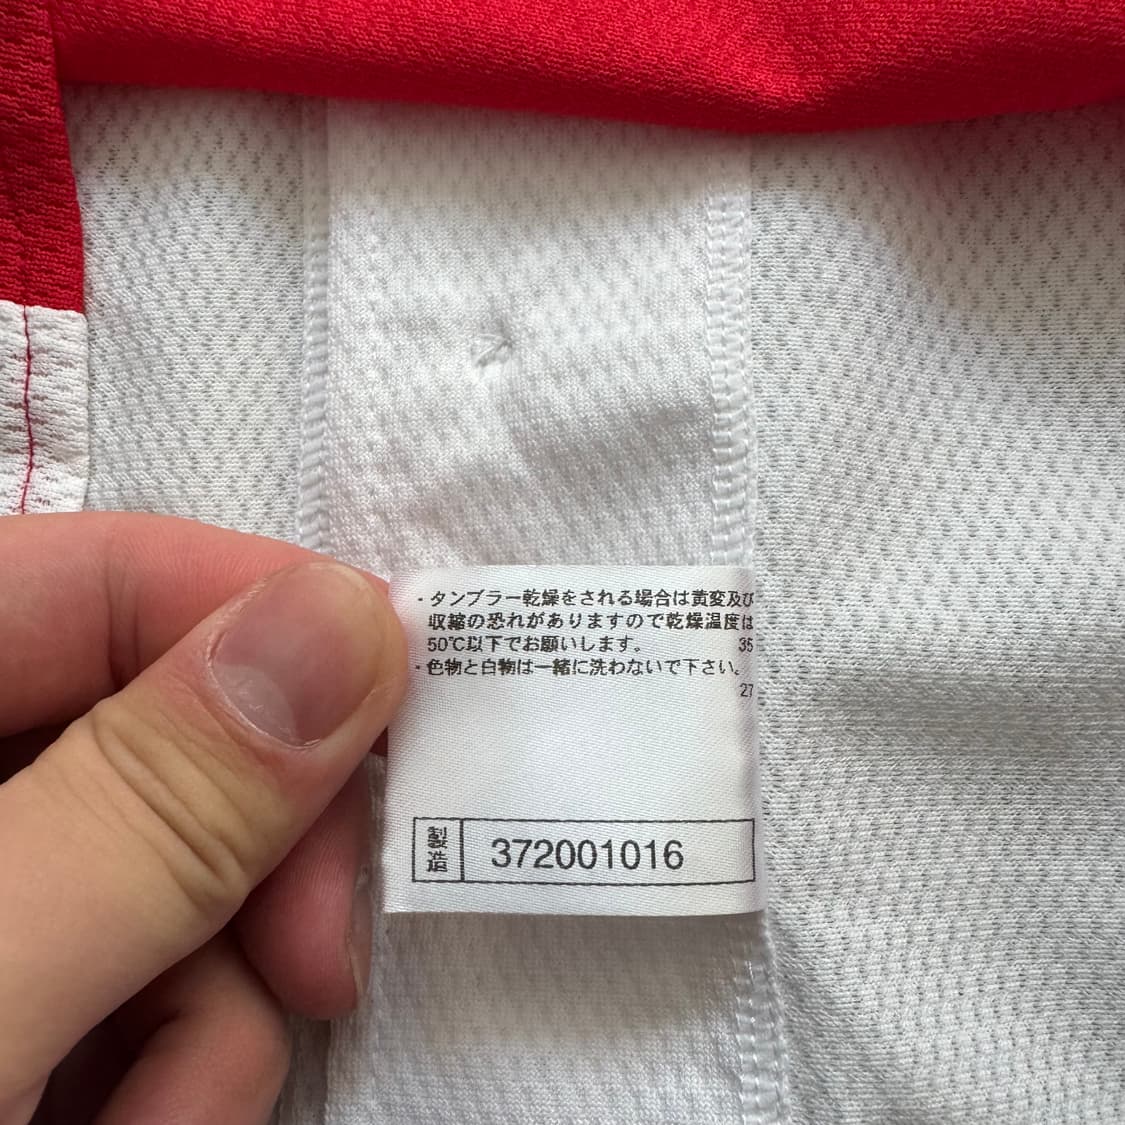 ・タンブラー乾燥をされる場合は黄変及び
収縮の恐れがありますので乾燥温度は
50℃以下でお願いします。 35
・色物と白物は一緒に洗わないで下さい。
27
製造 372001016